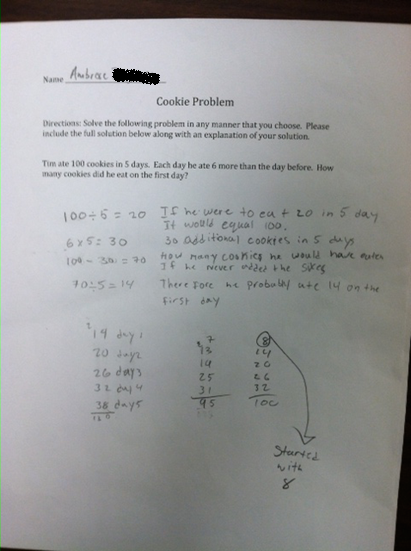 Name Ambrose
Cookie Problem
Directions: Solve the following problem in any manner that you choose. Please
include the full solution below along with an explanation of your solution.
Tim ate 100 cookies in 5 days. Each day he ate 6 more than the day before. How
many cookies did he eat on the first day?
100÷5 = 20 If he were to eat 20 in 5 day
It would equal 100.
6x5= 30 30 additional cookies in 5 days
100 - 30 = 70 how many cookies he would have eaten
If he never added the sixes
70÷5=14 Therefore he probably ate 14 on the
First day
14 day 1 7 8
20 day 2 13 14
26 day 3 19 20
32 day 4 25 26
38 day 5 31 32
130 95 100
Started
with
8